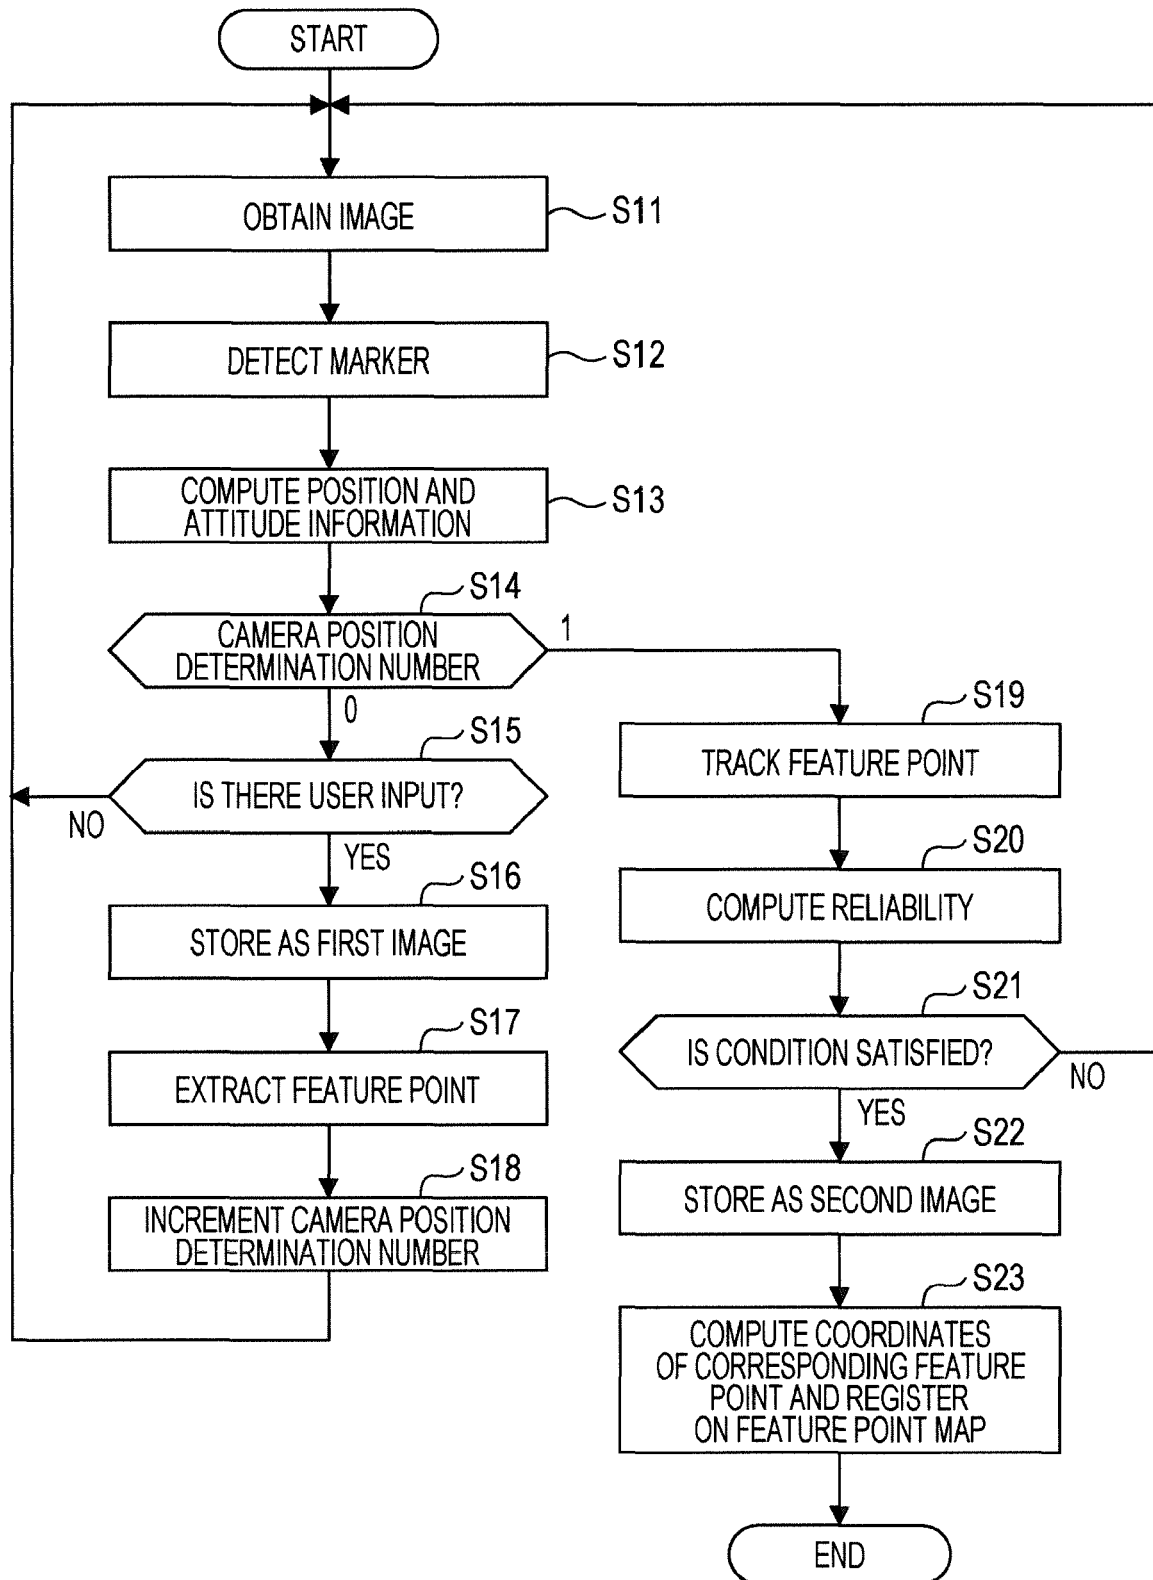 START
OBTAIN IMAGE
S11
DETECT MARKER
S12
COMPUTE POSITION AND
ATTITUDE INFORMATION
S13
S14
CAMERA POSITION
DETERMINATION NUMBER
1
0
S15
IS THERE USER INPUT?
NO
YES
S16
STORE AS FIRST IMAGE
S17
EXTRACT FEATURE POINT
S18
INCREMENT CAMERA POSITION
DETERMINATION NUMBER
S19
TRACK FEATURE POINT
S20
COMPUTE RELIABILITY
S21
IS CONDITION SATISFIED?
NO
YES
S22
STORE AS SECOND IMAGE
S23
COMPUTE COORDINATES
OF CORRESPONDING FEATURE
POINT AND REGISTER
ON FEATURE POINT MAP
END